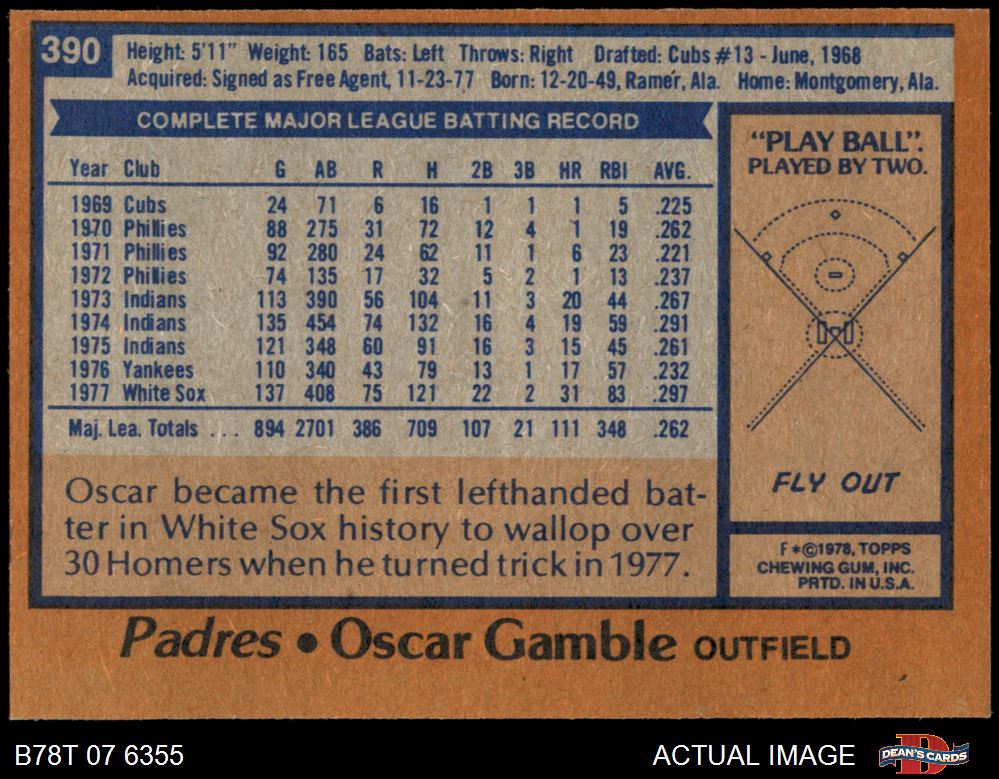 390
Height: 5'11" Weight: 165 Bats: Left Throws: Right Drafted: Cubs #13 - June, 1968
Acquired: Signed as Free Agent, 11-23-77 Born: 12-20-49, Ramer, Ala. Home: Montgomery, Ala.
COMPLETE MAJOR LEAGUE BATTING RECORD
Year Club G AB R H 2B 3B HR RBI AVG.
1969 Cubs 24 71 6 16 1 1 1 5 .225
1970 Phillies 88 275 31 72 12 4 1 19 .262
1971 Phillies 92 280 24 62 11 1 6 23 .221
1972 Phillies 74 135 17 32 5 2 1 13 .237
1973 Indians 113 390 56 104 11 3 20 44 .267
1974 Indians 135 454 74 132 16 4 19 59 .291
1975 Indians 121 348 60 91 16 3 15 45 .261
1976 Yankees 110 340 43 79 13 1 17 57 .232
1977 White Sox 137 408 75 121 22 2 31 83 .297
Maj. Lea. Totals ... 894 2701 386 709 107 21 111 348 .262
Oscar became the first lefthanded bat-
ter in White Sox history to wallop over
30 Homers when he turned trick in 1977.
"PLAY BALL".
PLAYED BY TWO.
FLY OUT
F*©1978, TOPPS
CHEWING GUM, INC.
PRTD. IN U.S.A.
Padres • Oscar Gamble OUTFIELD
B78T 07 6355 ACTUAL IMAGE
DEAN'S CARDS